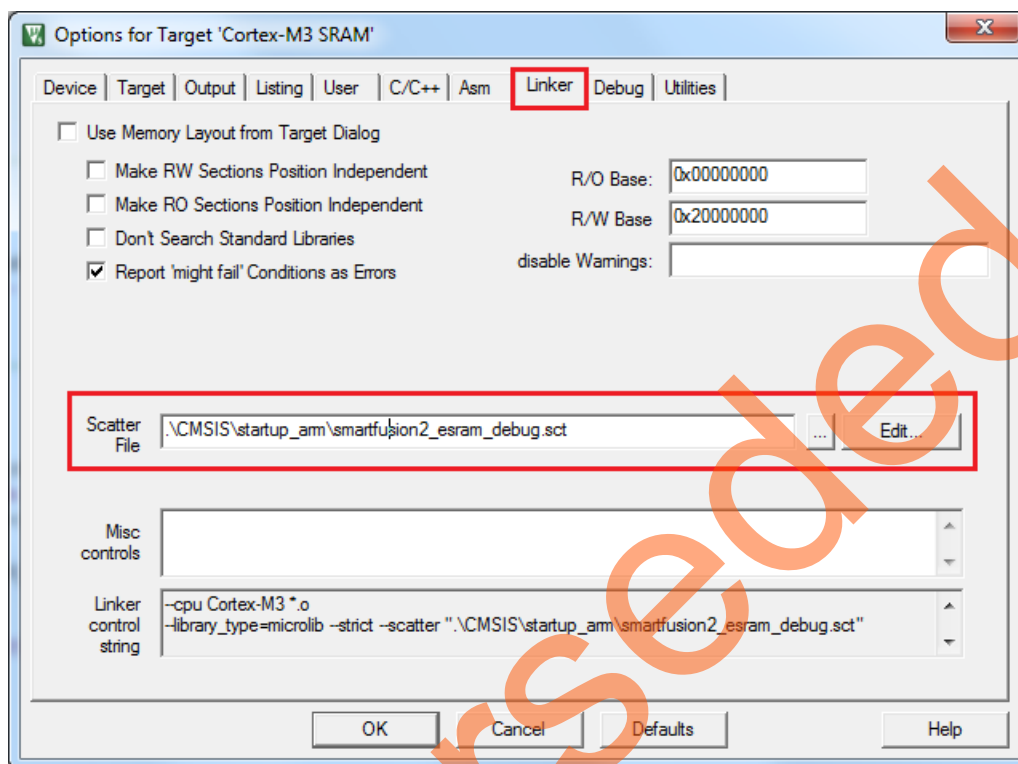 Options for Target 'Cortex-M3 SRAM'
Device Target Output Listing User C/C++ Asm Linker Debug Utilities
Use Memory Layout from Target Dialog
Make RW Sections Position Independent
Make RO Sections Position Independent
Don't Search Standard Libraries
Report 'might fail' Conditions as Errors
R/O Base: 0x00000000
R/W Base 0x20000000
disable Warnings:
Scatter
File
.\CMSIS\startup_arm\smartfusion2_esram_debug.sct
...
Edit...
Misc
controls
Linker
control
string
--cpu Cortex-M3 *.o
--library_type=microlib --strict --scatter ".\CMSIS\startup_arm\smartfusion2_esram_debug.sct"
OK Cancel Defaults Help
rseded